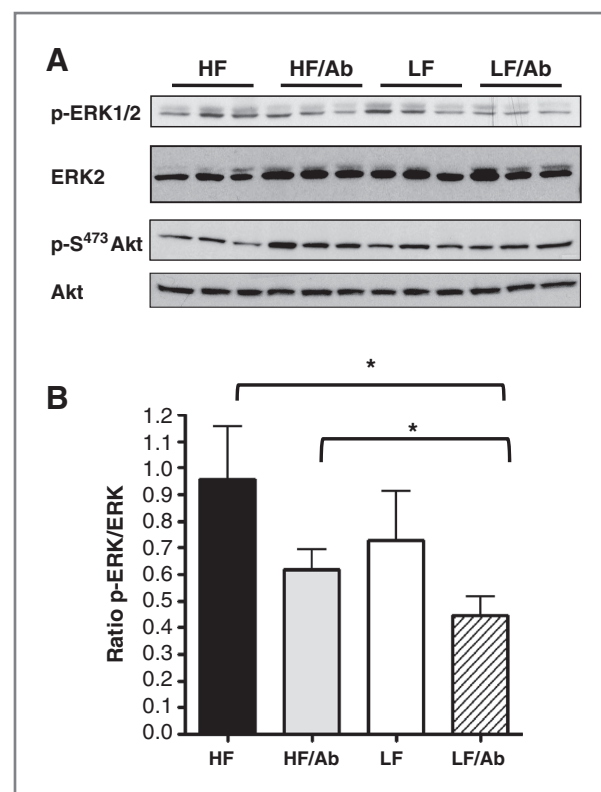 A
HF HF/Ab LF LF/Ab
p-ERK1/2
ERK2
p-S473 Akt
Akt
*
B
*
1.2
1.1
1.0
0.9
0.8
0.7
0.6
0.5
0.4
0.3
0.2
0.1
0.0
Ratio p-ERK/ERK
HF HF/Ab LF LF/Ab